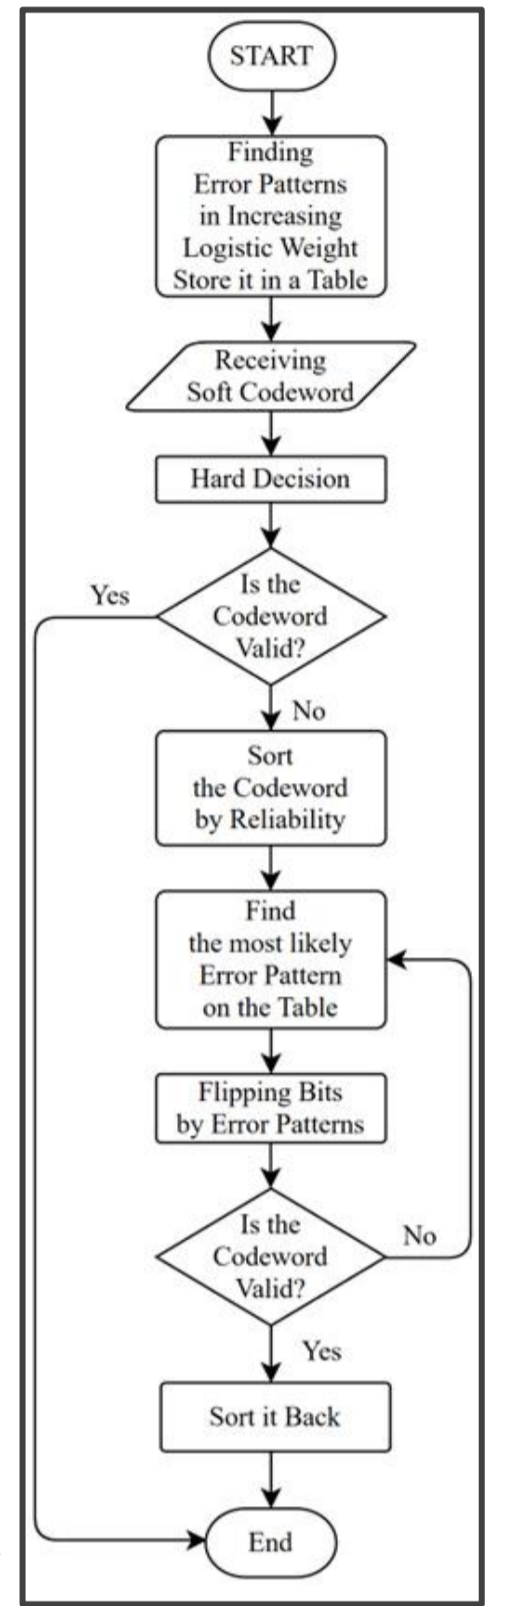 START
Finding
Error Patterns
in Increasing
Logistic Weight
Store it in a Table
Receiving
Soft Codeword
Hard Decision
Is the
Codeword
Valid?
Yes
No
Sort
the Codeword
by Reliability
Find
the most likely
Error Pattern
on the Table
Flipping Bits
by Error Patterns
Is the
Codeword
Valid?
No
Yes
Sort it Back
End